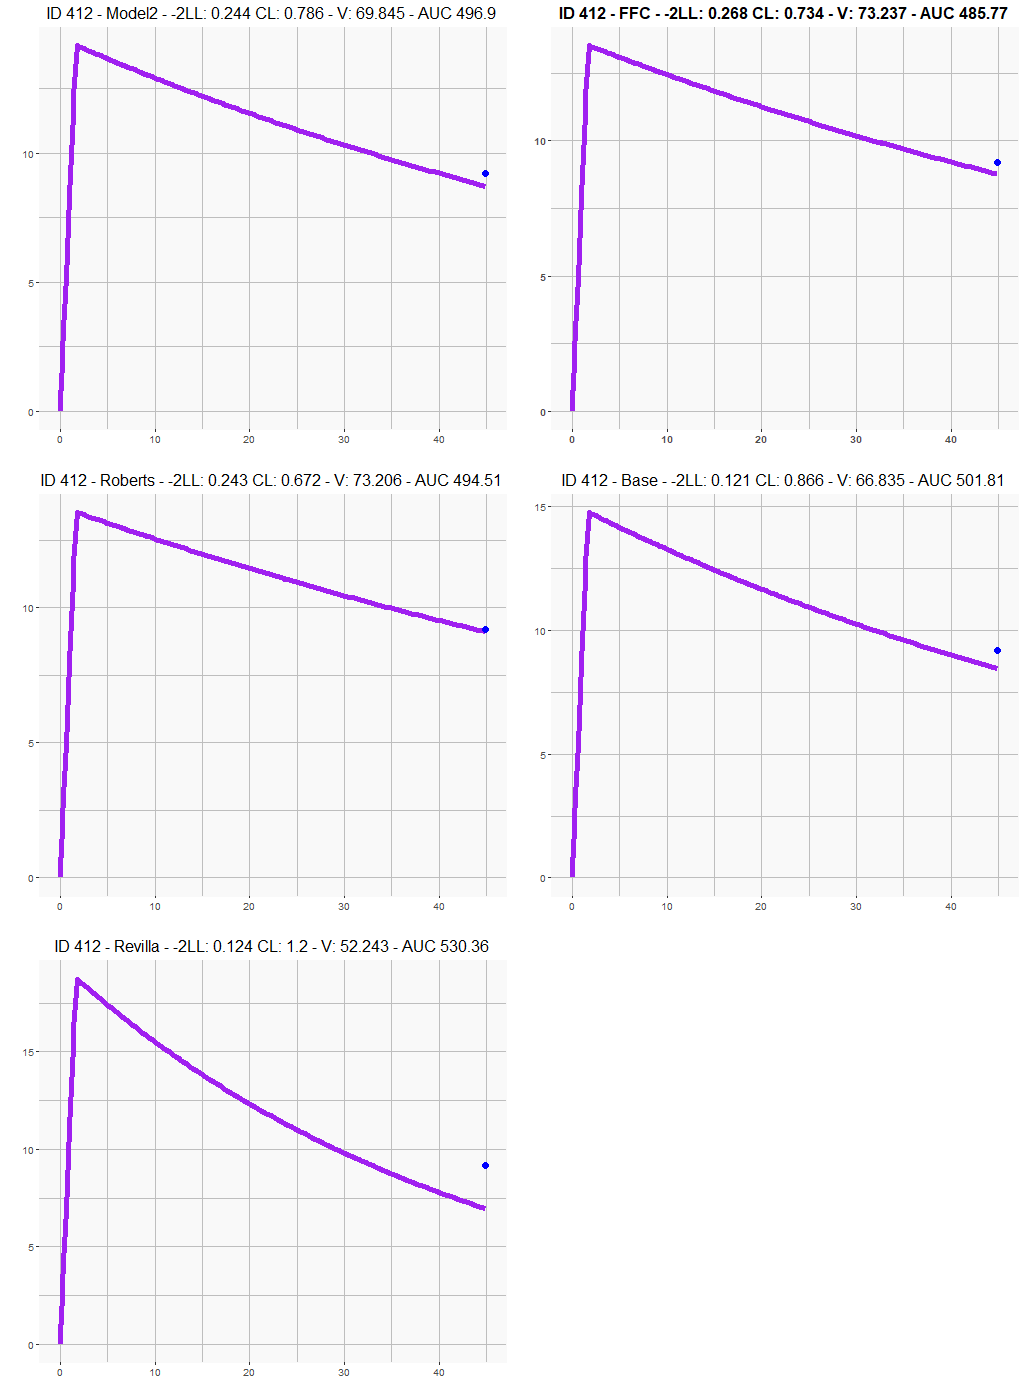 ID 412 - Model2 - -2LL: 0.244 CL: 0.786 - V: 69.845 - AUC 496.9
10
5
0
0 10 20 30 40
ID 412 - FFC - -2LL: 0.268 CL: 0.734 - V: 73.237 - AUC 485.77
10
5
0
0 10 20 30 40
ID 412 - Roberts - -2LL: 0.243 CL: 0.672 - V: 73.206 - AUC 494.51
10
5
0
0 10 20 30 40
ID 412 - Base - -2LL: 0.121 CL: 0.866 - V: 66.835 - AUC 501.81
15
10
5
0
0 10 20 30 40
ID 412 - Revilla - -2LL: 0.124 CL: 1.2 - V: 52.243 - AUC 530.36
15
10
5
0
0 10 20 30 40